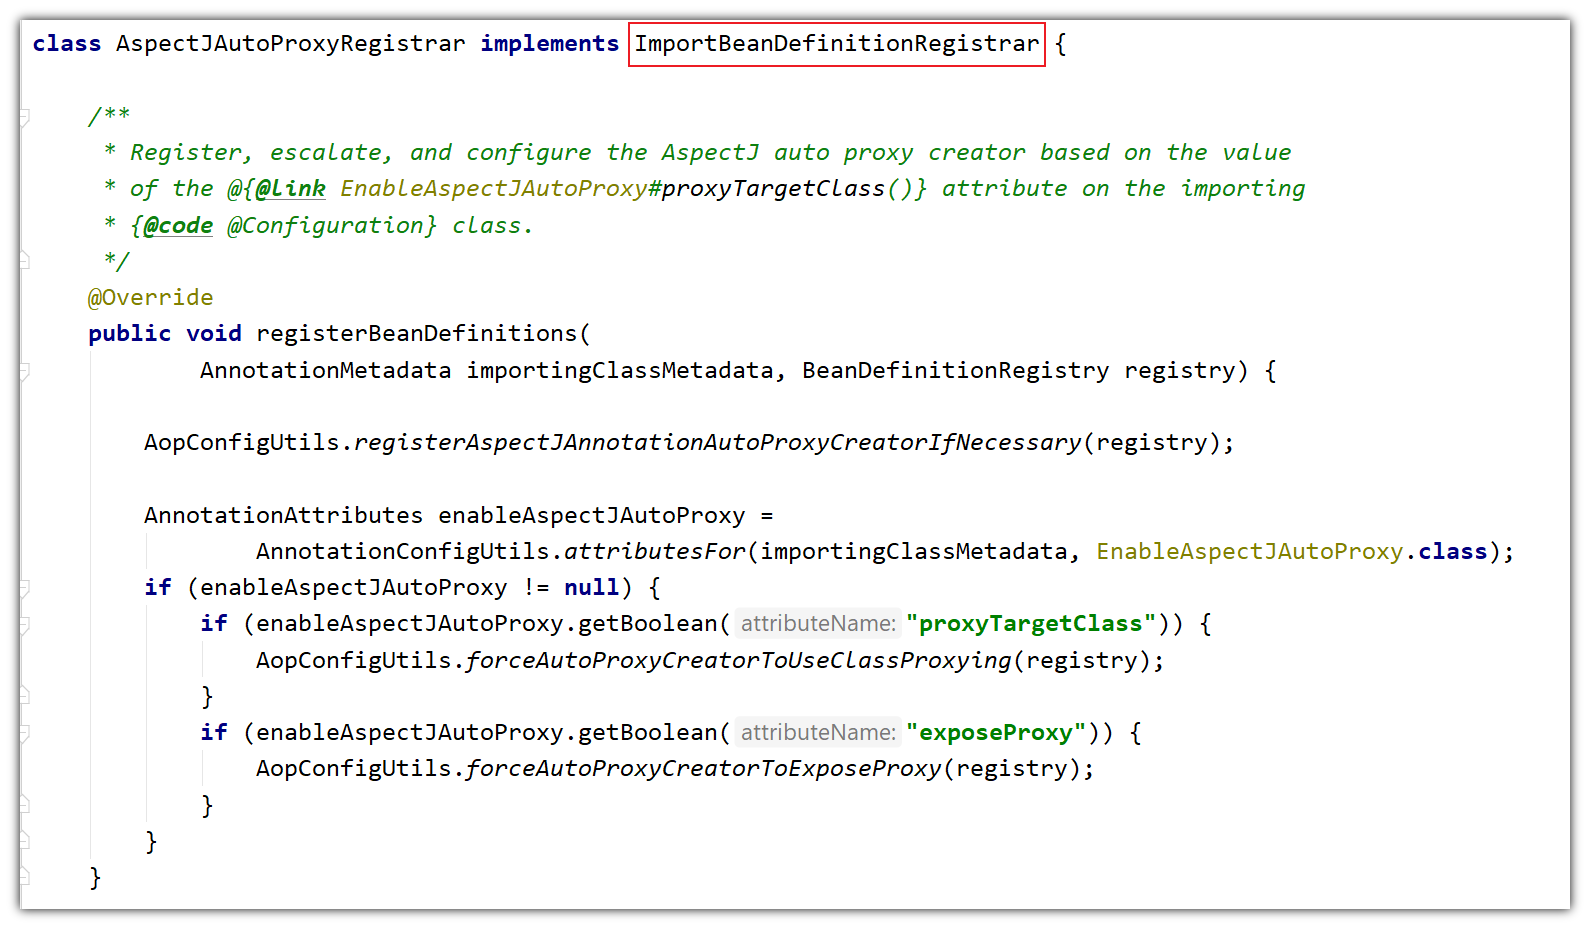 class AspectJAutoProxyRegistrar implements ImportBeanDefinitionRegistrar {
/**
* Register, escalate, and configure the AspectJ auto proxy creator based on the value
* of the @{@link EnableAspectJAutoProxy#proxyTargetClass()} attribute on the importing
* {@code @Configuration} class.
*/
@Override
public void registerBeanDefinitions(
AnnotationMetadata importingClassMetadata, BeanDefinitionRegistry registry) {
AopConfigUtils.registerAspectJAnnotationAutoProxyCreatorIfNecessary(registry);
AnnotationAttributes enableAspectJAutoProxy =
AnnotationConfigUtils.attributesFor(importingClassMetadata, EnableAspectJAutoProxy.class);
if (enableAspectJAutoProxy != null) {
if (enableAspectJAutoProxy.getBoolean( attributeName: "proxyTargetClass")) {
AopConfigUtils.forceAutoProxyCreatorToUseClassProxying(registry);
}
if (enableAspectJAutoProxy.getBoolean( attributeName: "exposeProxy")) {
AopConfigUtils.forceAutoProxyCreatorToExposeProxy(registry);
}
}
}